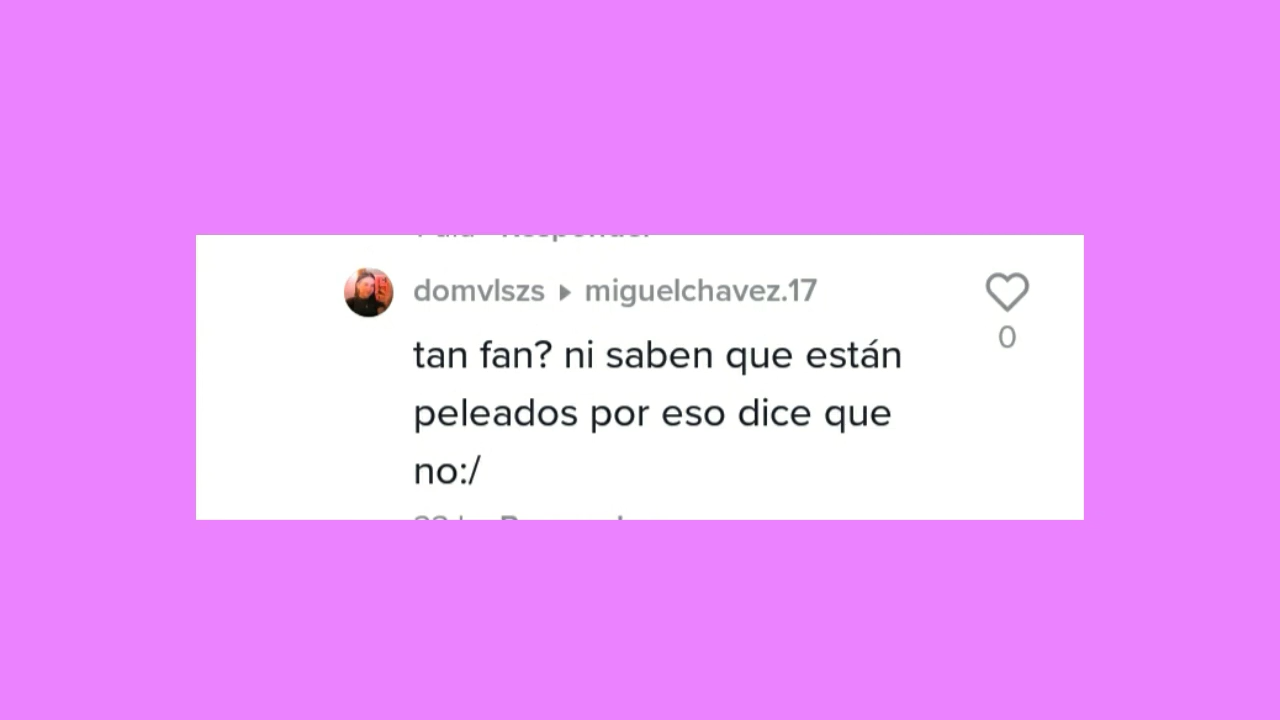 domvlszs ▸ miguelchavez.17
0
tan fan? ni saben que están
peleados por eso dice que
no:/